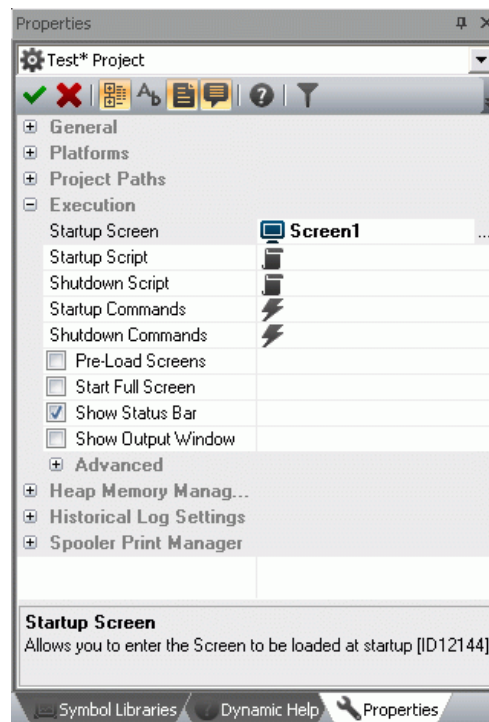 Properties
Test* Project
Ab
General
Platforms
Project Paths
Execution
Startup Screen Screen1 ...
Startup Script
Shutdown Script
Startup Commands
Shutdown Commands
Pre-Load Screens
Start Full Screen
Show Status Bar
Show Output Window
Advanced
Heap Memory Manag...
Historical Log Settings
Spooler Print Manager
Startup Screen
Allows you to enter the Screen to be loaded at startup [ID12144]
Symbol Libraries Dynamic Help Properties